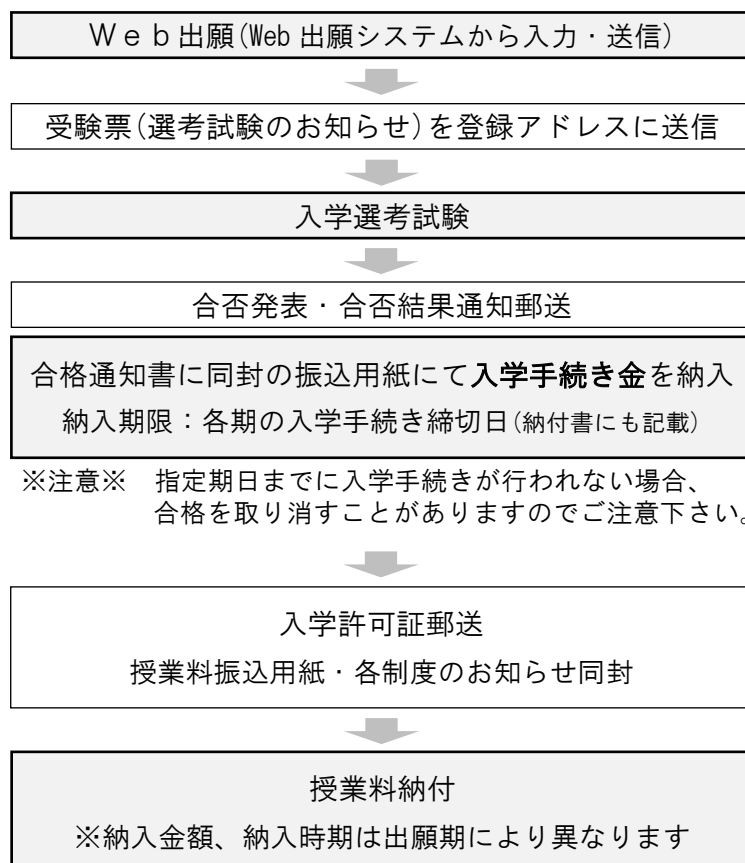 Ｗｅｂ出願(Web 出願システムから入力・送信)
受験票(選考試験のお知らせ)を登録アドレスに送信
入学選考試験
合否発表・合否結果通知郵送
合格通知書に同封の振込用紙にて入学手続き金を納入
納入期限：各期の入学手続き締切日(納付書にも記載)
※注意※　指定期日までに入学手続きが行われない場合、
合格を取り消すことがありますのでご注意下さい。
入学許可証郵送
授業料振込用紙・各制度のお知らせ同封
授業料納付
※納入金額、納入時期は出願期により異なります